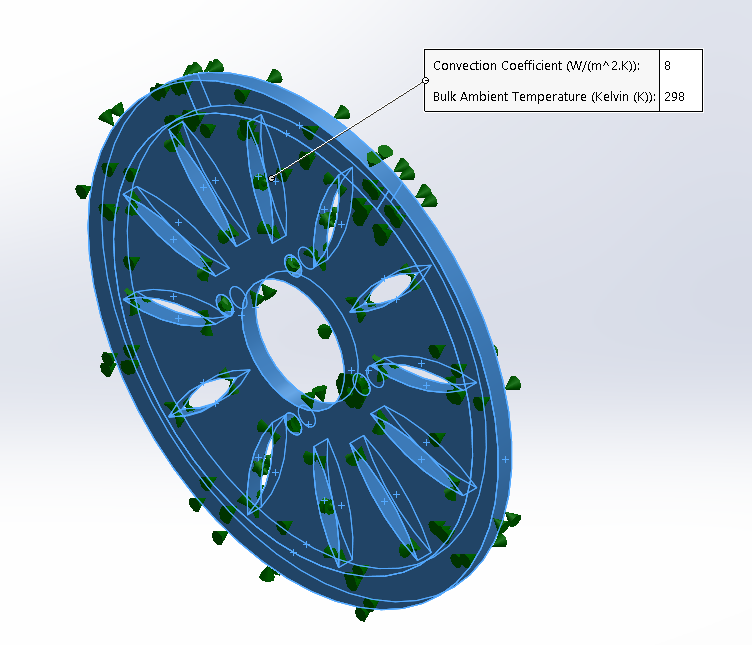 Convection Coefficient (W/(m^2.K)): 8
Bulk Ambient Temperature (Kelvin (K)): 298